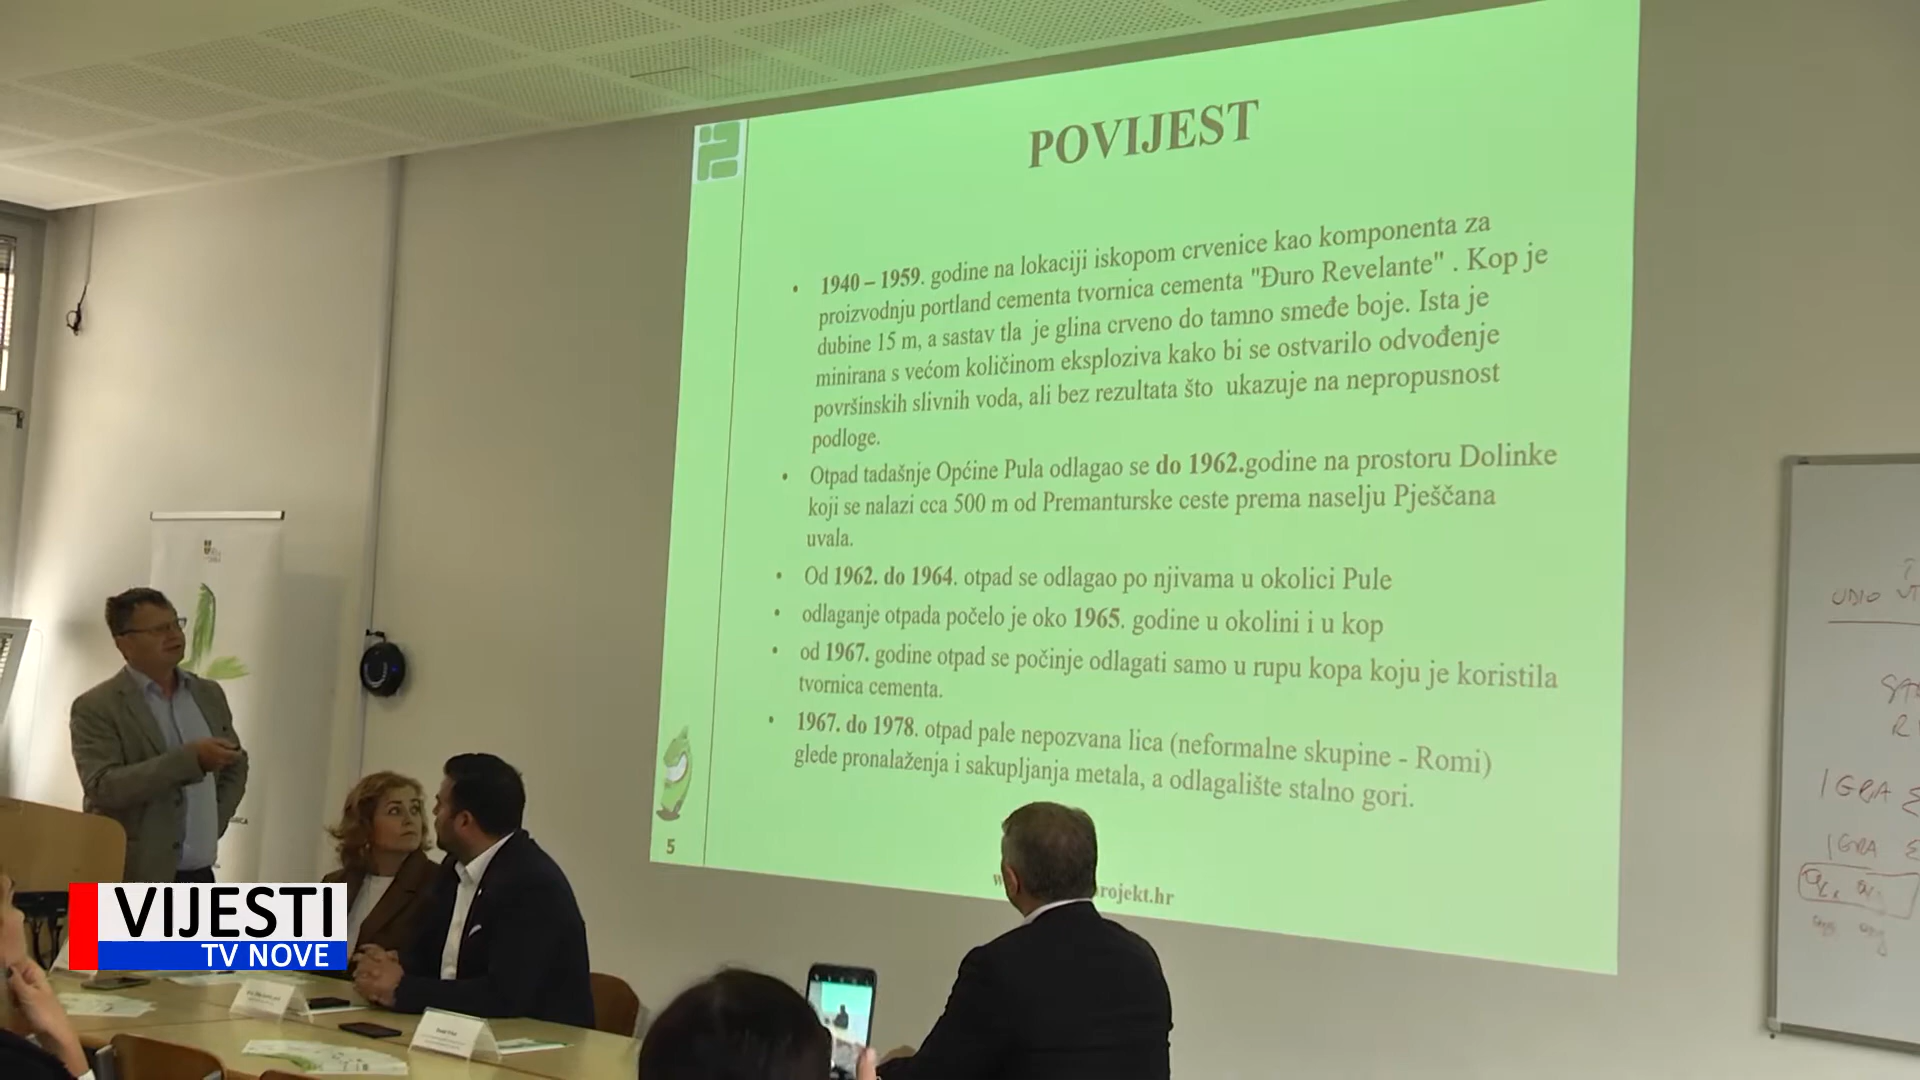 POVIJEST
• 1940 – 1959. godine na lokaciji iskopom crvenice kao komponenta za
proizvodnju portland cementa tvornica cementa "Đuro Revelante" . Kop je
dubine 15 m, a sastav tla je glina crveno do tamno smeđe boje. Ista je
minirana s većom količinom eksploziva kako bi se ostvarilo odvođenje
površinskih slivnih voda, ali bez rezultata što ukazuje na nepropusnost
podloge.
• Otpad tadašnje Općine Pula odlagao se do 1962.godine na prostoru Dolinke
koji se nalazi cca 500 m od Premanturske ceste prema naselju Pješčana
uvala.
• Od 1962. do 1964. otpad se odlagao po njivama u okolici Pule
• odlaganje otpada počelo je oko 1965. godine u okolini i u kop
• od 1967. godine otpad se počinje odlagati samo u rupu kopa koju je koristila
tvornica cementa.
• 1967. do 1978. otpad pale nepozvana lica (neformalne skupine - Romi)
glede pronalaženja i sakupljanja metala, a odlagalište stalno gori.
5
rojekt.hr
UDIO
IGRA
IGRA
VIJESTI
TV NOVE